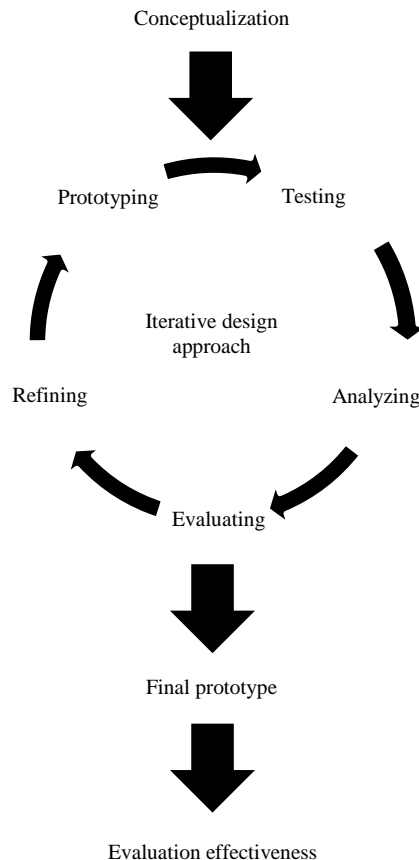 Conceptualization
Prototyping
Testing
Iterative design
approach
Refining
Analyzing
Evaluating
Final prototype
Evaluation effectiveness